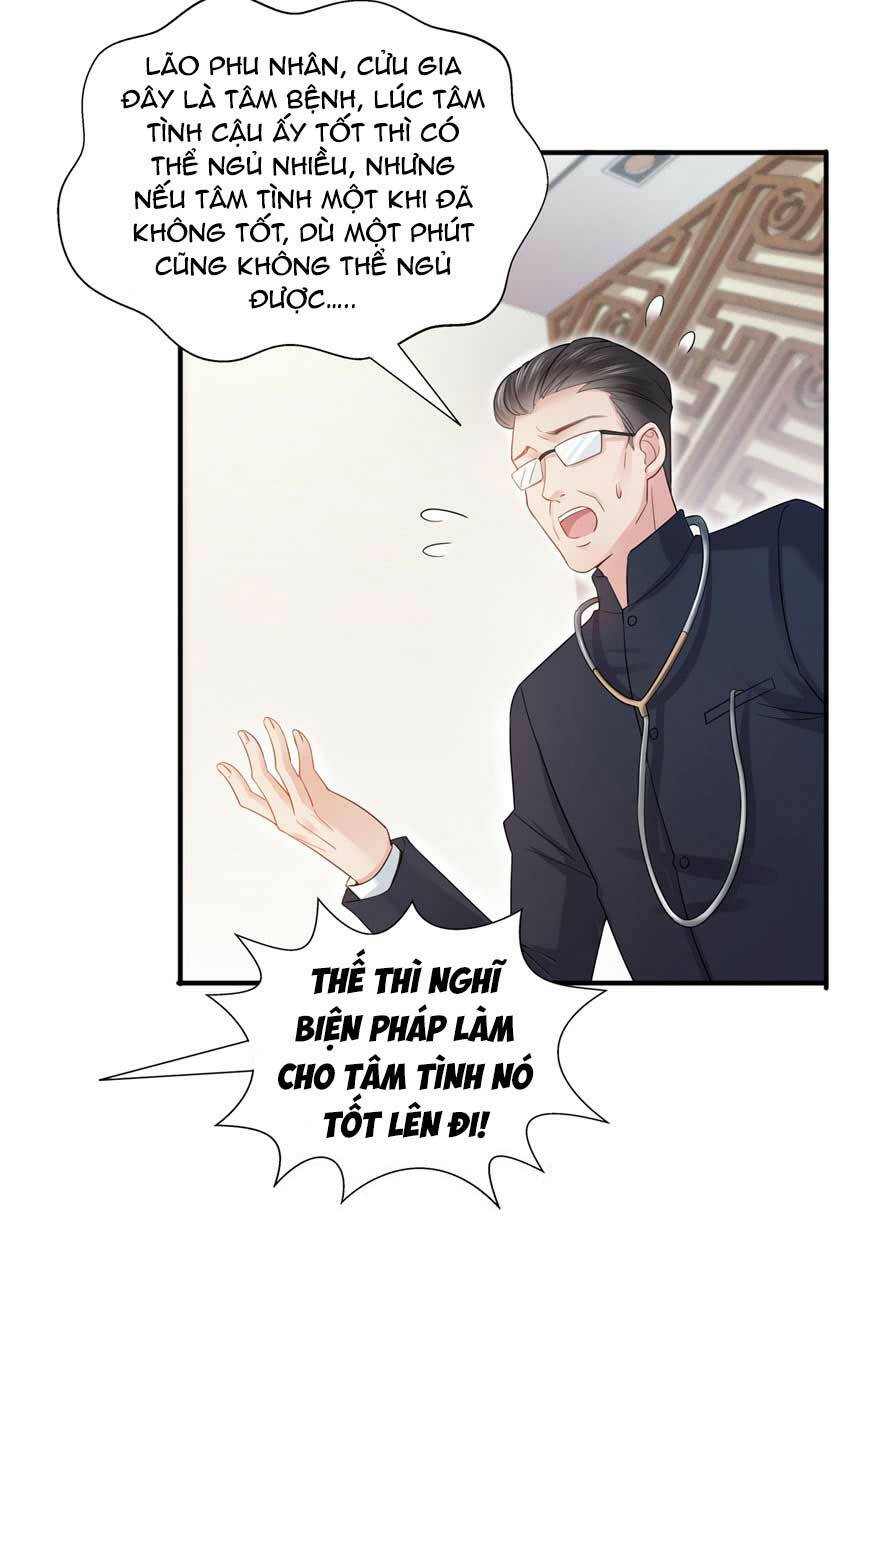 LÃO PHU NHÂN, CỬU GIA
ĐÂY LÀ TÂM BỆNH, LÚC TÂM
TÌNH CẬU ẤY TỐT THÌ CÓ
THỂ NGỦ NHIỀU, NHƯNG
NẾU TÂM TÌNH MỘT KHI ĐÃ
KHÔNG TỐT, DÙ MỘT PHÚT
CŨNG KHÔNG THỂ NGỦ
ĐƯỢC.....
THẾ THÌ NGHĨ
BIỆN PHÁP LÀM
CHO TÂM TÌNH NÓ
TỐT LÊN ĐI!